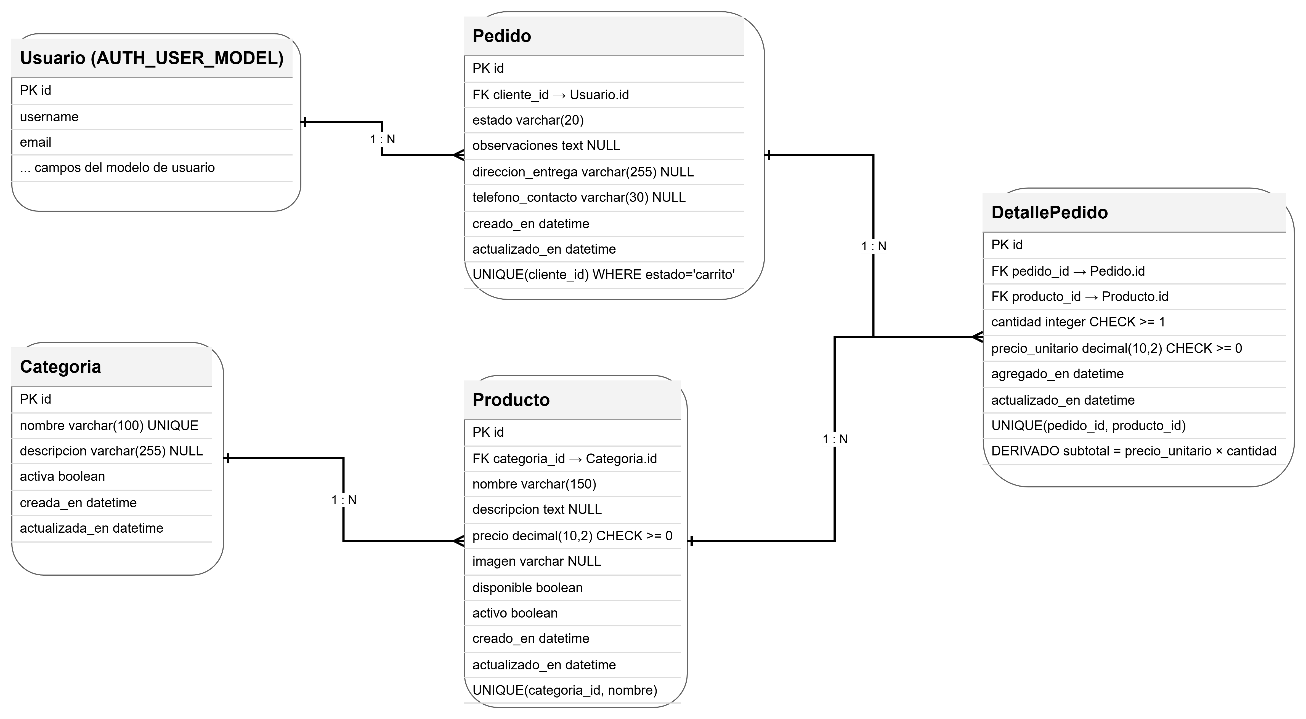 Usuario (AUTH_USER_MODEL)
PK id
username
email
... campos del modelo de usuario
1 : N
Pedido
PK id
FK cliente_id → Usuario.id
estado varchar(20)
observaciones text NULL
direccion_entrega varchar(255) NULL
telefono_contacto varchar(30) NULL
creado_en datetime
actualizado_en datetime
UNIQUE(cliente_id) WHERE estado='carrito'
1 : N
DetallePedido
PK id
FK pedido_id → Pedido.id
FK producto_id → Producto.id
cantidad integer CHECK >= 1
precio_unitario decimal(10,2) CHECK >= 0
agregado_en datetime
actualizado_en datetime
UNIQUE(pedido_id, producto_id)
DERIVADO subtotal = precio_unitario × cantidad
Categoria
PK id
nombre varchar(100) UNIQUE
descripcion varchar(255) NULL
activa boolean
creada_en datetime
actualizada_en datetime
1 : N
Producto
PK id
FK categoria_id → Categoria.id
nombre varchar(150)
descripcion text NULL
precio decimal(10,2) CHECK >= 0
imagen varchar NULL
disponible boolean
activo boolean
creado_en datetime
actualizado_en datetime
UNIQUE(categoria_id, nombre)
1 : N